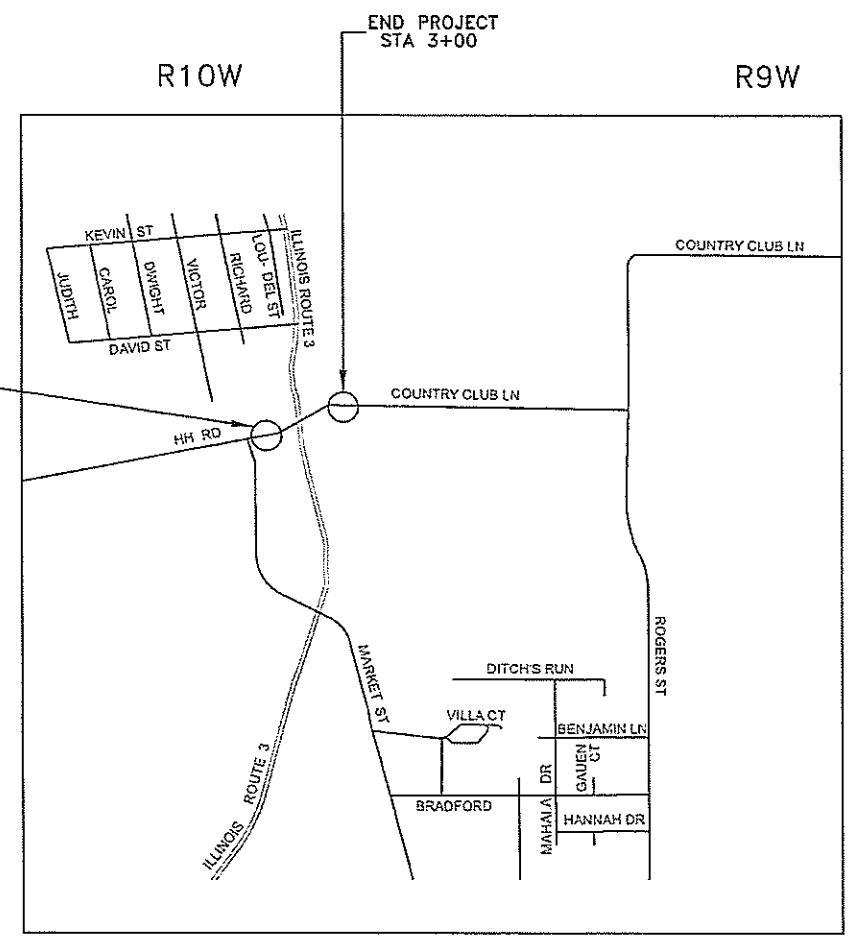 END PROJECT
STA 3+00
R10W
R9W
KEVIN ST
JUDITH
CAROL
DWIGHT
VICTOR
RICHARD
LOU- DEL ST
ILLINOIS ROUTE 3
DAVID ST
COUNTRY CLUB LN
COUNTRY CLUB LN
HH RD
MARKET ST
ROGERS ST
DITCH'S RUN
VILLA CT
BENJAMIN LN
GAUEN CT
MAHALA DR
BRADFORD
HANNAH DR
ILLINOIS ROUTE 3